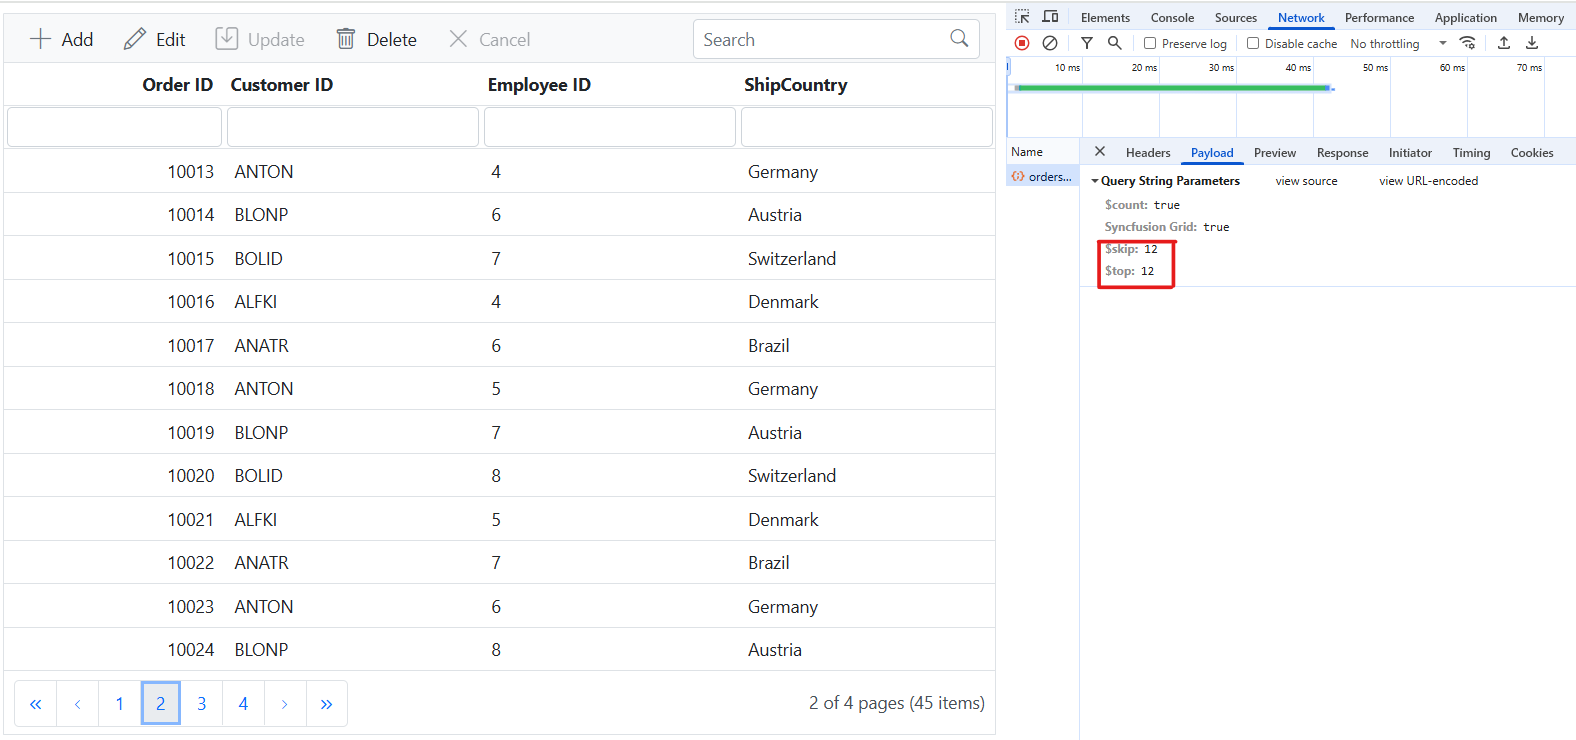 Add Edit Update Delete Cancel Search
Order ID Customer ID Employee ID ShipCountry
10013 ANTON 4 Germany
10014 BLONP 6 Austria
10015 BOLID 7 Switzerland
10016 ALFKI 4 Denmark
10017 ANATR 6 Brazil
10018 ANTON 5 Germany
10019 BLONP 7 Austria
10020 BOLID 8 Switzerland
10021 ALFKI 5 Denmark
10022 ANATR 7 Brazil
10023 ANTON 6 Germany
10024 BLONP 8 Austria
« ‹ 1 2 3 4 › » 2 of 4 pages (45 items)
Elements Console Sources Network Performance Application Memory
Preserve log Disable cache No throttling
10 ms 20 ms 30 ms 40 ms 50 ms 60 ms 70 ms
Name Headers Payload Preview Response Initiator Timing Cookies
orders...
Query String Parameters view source view URL-encoded
$count: true
Syncfusion Grid: true
$skip: 12
$top: 12